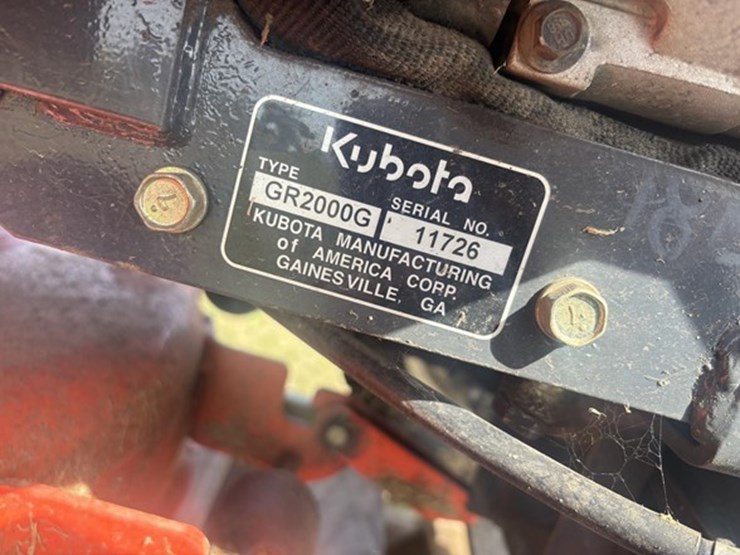 Kubota
TYPE SERIAL NO.
GR2000G 11726
KUBOTA MANUFACTURING
of AMERICA CORP.
GAINESVILLE, GA